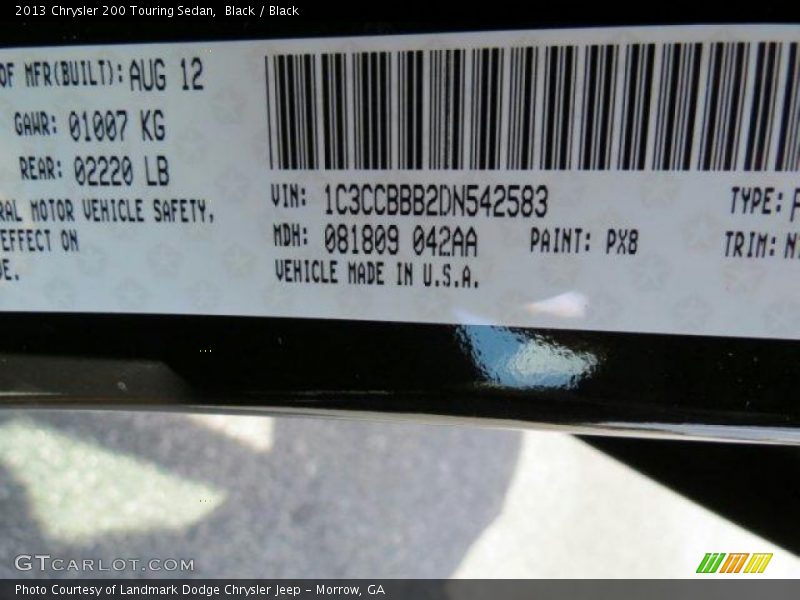 2013 Chrysler 200 Touring Sedan, Black / Black
OF MFR(BUILT): AUG 12
GAWR: 01007 KG
REAR: 02220 LB
RAL MOTOR VEHICLE SAFETY,
EFFECT ON
VE.
VIN: 1C3CCBBB2DN542583
TYPE:
MDH: 081809 042AA
PAINT: PX8
TRIM:
VEHICLE MADE IN U.S.A.
GTCARLOT.COM
Photo Courtesy of Landmark Dodge Chrysler Jeep - Morrow, GA